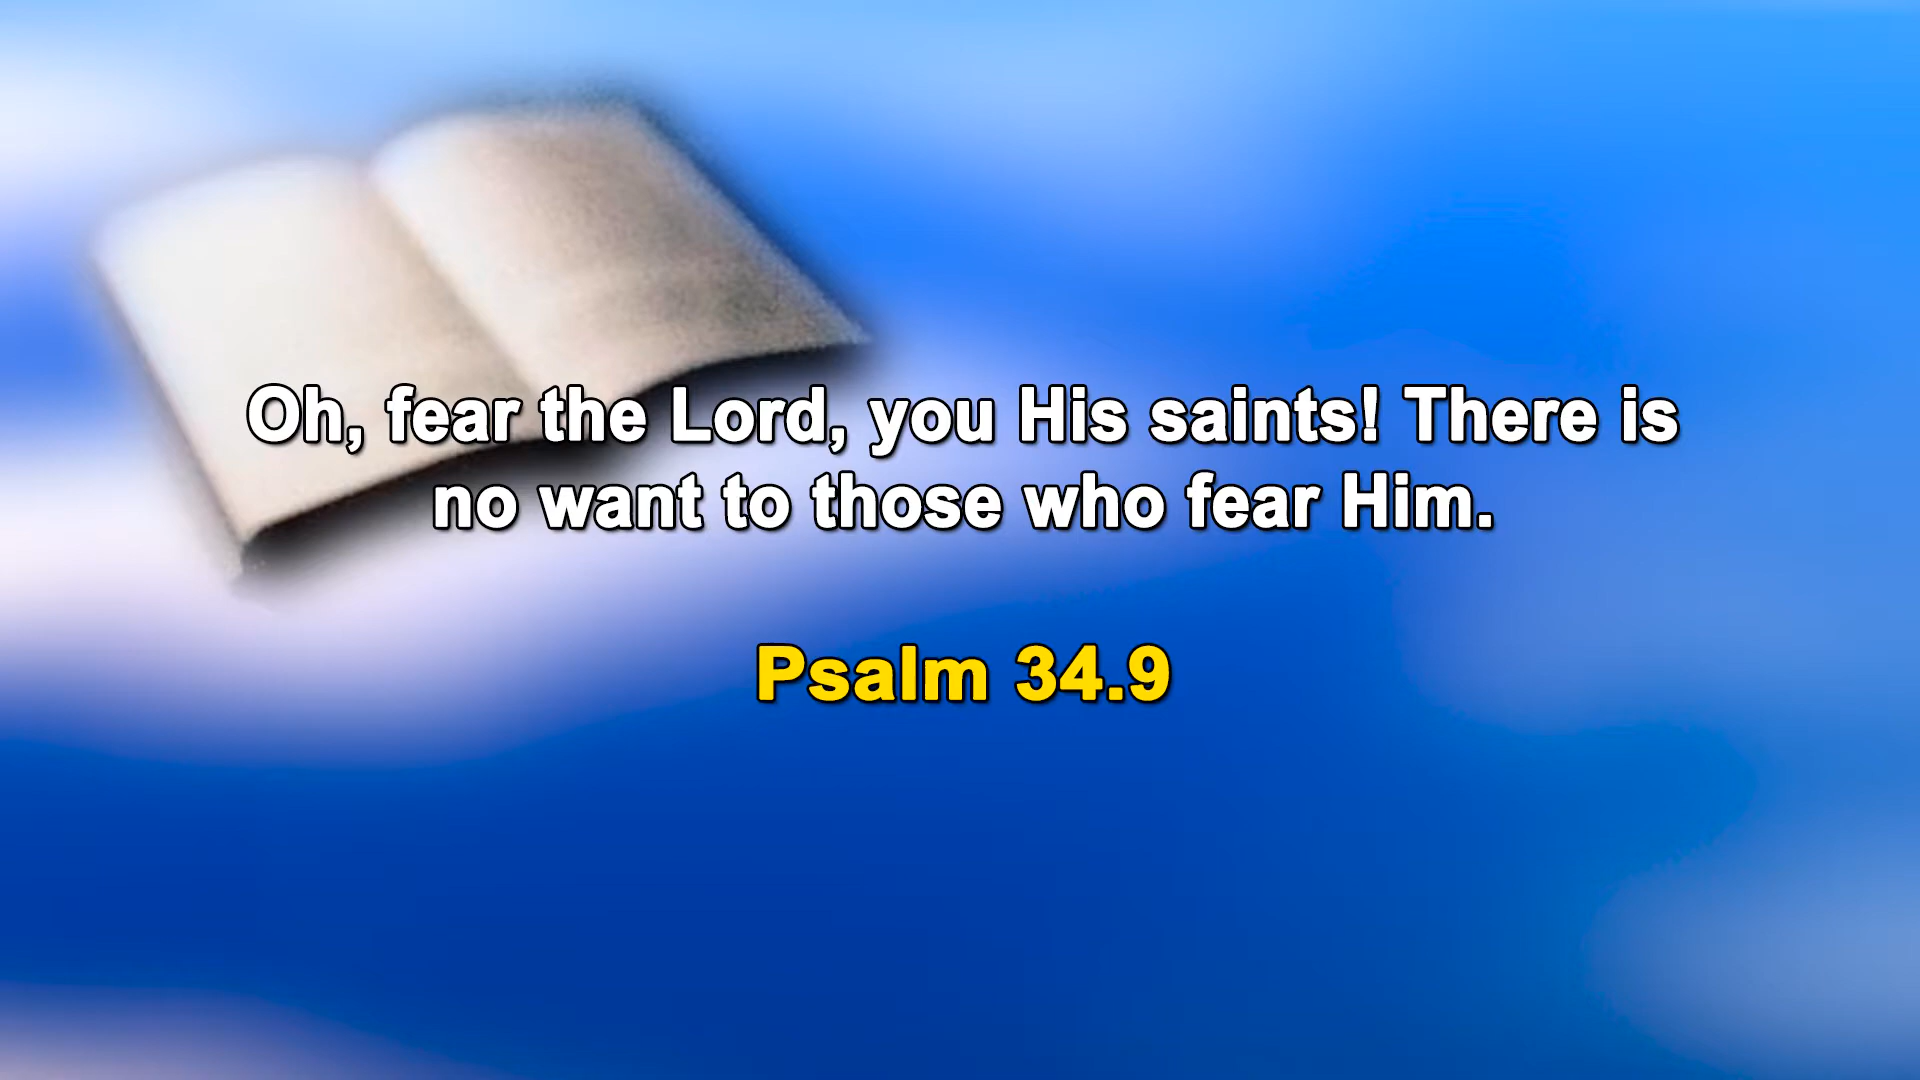 Oh, fear the Lord, you His saints! There is
no want to those who fear Him.
Psalm 34.9